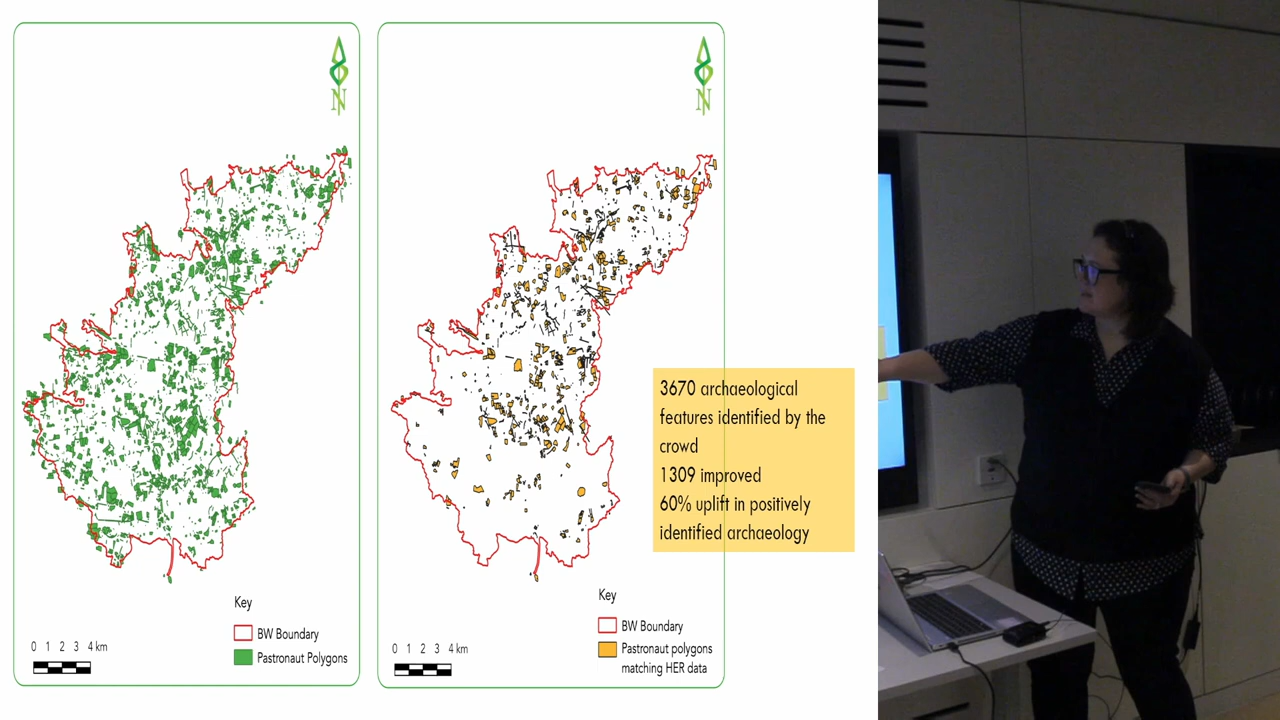 N
0 1 2 3 4 km
Key
BW Boundary
Pastronaut Polygons
N
0 1 2 3 4 km
Key
BW Boundary
Pastronaut polygons
matching HER data
3670 archaeological
features identified by the
crowd
1309 improved
60% uplift in positively
identified archaeology